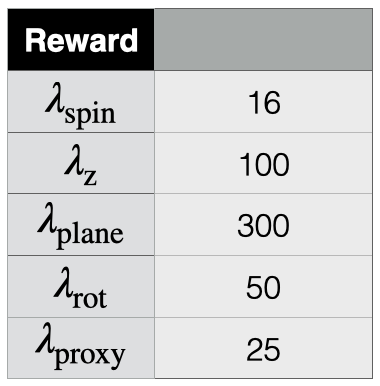 Reward
λspin 16
λz 100
λplane 300
λrot 50
λproxy 25